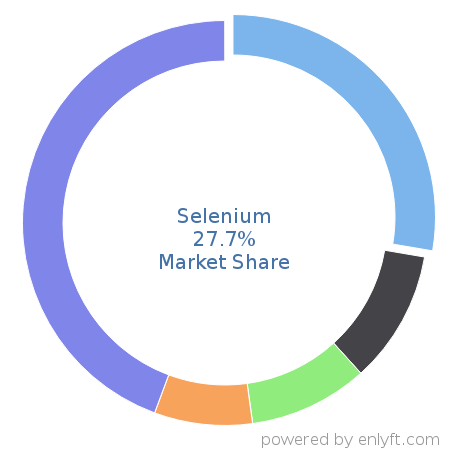 Selenium
27.7%
Market Share
powered by enlyft.com